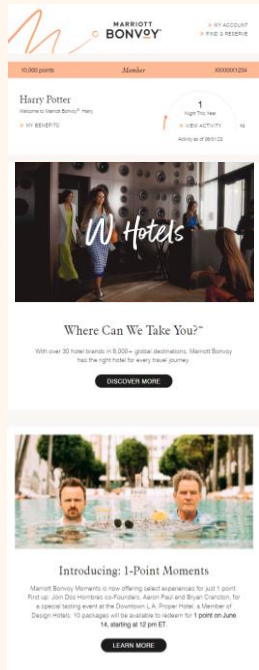 MARRIOTT
BONVOY
> MY ACCOUNT
> FIND & RESERVE
10,000 points Member XXXXXX1234
Harry Potter
Welcome to Marriott Bonvoy® Harry
> MY BENEFITS
1
Night This Year
> VIEW ACTIVITY
Activity as of
W Hotels
Where Can We Take You?℠
With over 30 hotel brands in 8,000+ global destinations, Marriott Bonvoy
has the right hotel for every travel journey.
DISCOVER MORE
Introducing: 1-Point Moments
Marriott Bonvoy Moments is now offering select experiences for just 1 point.
First up: Join Dos Hombres co-Founders, Aaron Paul and Bryan Cranston, for
a special tasting event at the Downtown L.A. Proper Hotel, a Member of
Design Hotels. 10 packages will be available to redeem for 1 point on June
14, starting at 12 pm ET.
LEARN MORE